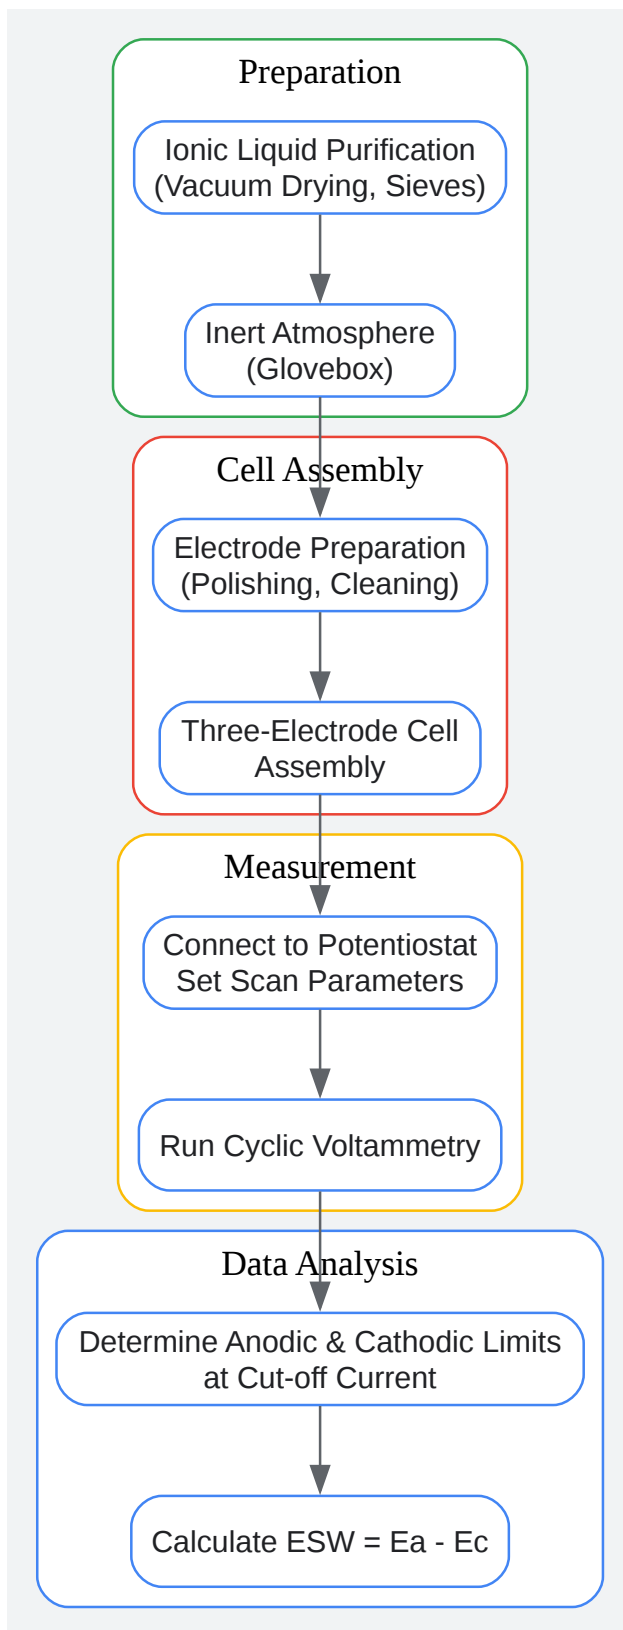 Preparation
Ionic Liquid Purification
(Vacuum Drying, Sieves)
Inert Atmosphere
(Glovebox)
Cell Assembly
Electrode Preparation
(Polishing, Cleaning)
Three-Electrode Cell
Assembly
Measurement
Connect to Potentiostat
Set Scan Parameters
Run Cyclic Voltammetry
Data Analysis
Determine Anodic & Cathodic Limits
at Cut-off Current
Calculate ESW = Ea - Ec